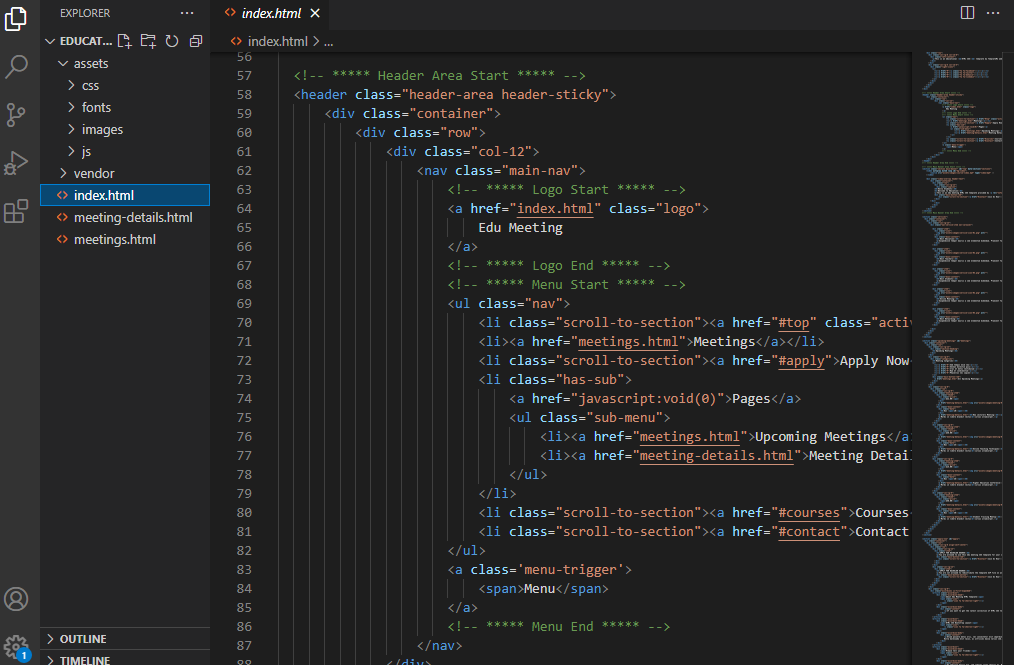 EXPLORER
EDUCAT...
assets
css
fonts
images
js
vendor
index.html
meeting-details.html
meetings.html
OUTLINE
TIMELINE
1
index.html
index.html > ...
56
57 <!-- ***** Header Area Start ***** -->
58 <header class="header-area header-sticky">
59 <div class="container">
60 <div class="row">
61 <div class="col-12">
62 <nav class="main-nav">
63 <!-- ***** Logo Start ***** -->
64 <a href="index.html" class="logo">
65 Edu Meeting
66 </a>
67 <!-- ***** Logo End ***** -->
68 <!-- ***** Menu Start ***** -->
69 <ul class="nav">
70 <li class="scroll-to-section"><a href="#top" class="activ
71 <li><a href="meetings.html">Meetings</a></li>
72 <li class="scroll-to-section"><a href="#apply">Apply Now
73 <li class="has-sub">
74 <a href="javascript:void(0)">Pages</a>
75 <ul class="sub-menu">
76 <li><a href="meetings.html">Upcoming Meetings</a
77 <li><a href="meeting-details.html">Meeting Detail
78 </ul>
79 </li>
80 <li class="scroll-to-section"><a href="#courses">Courses
81 <li class="scroll-to-section"><a href="#contact">Contact
82 </ul>
83 <a class='menu-trigger'>
84 <span>Menu</span>
85 </a>
86 <!-- ***** Menu End ***** -->
87 </nav>
88 </div>